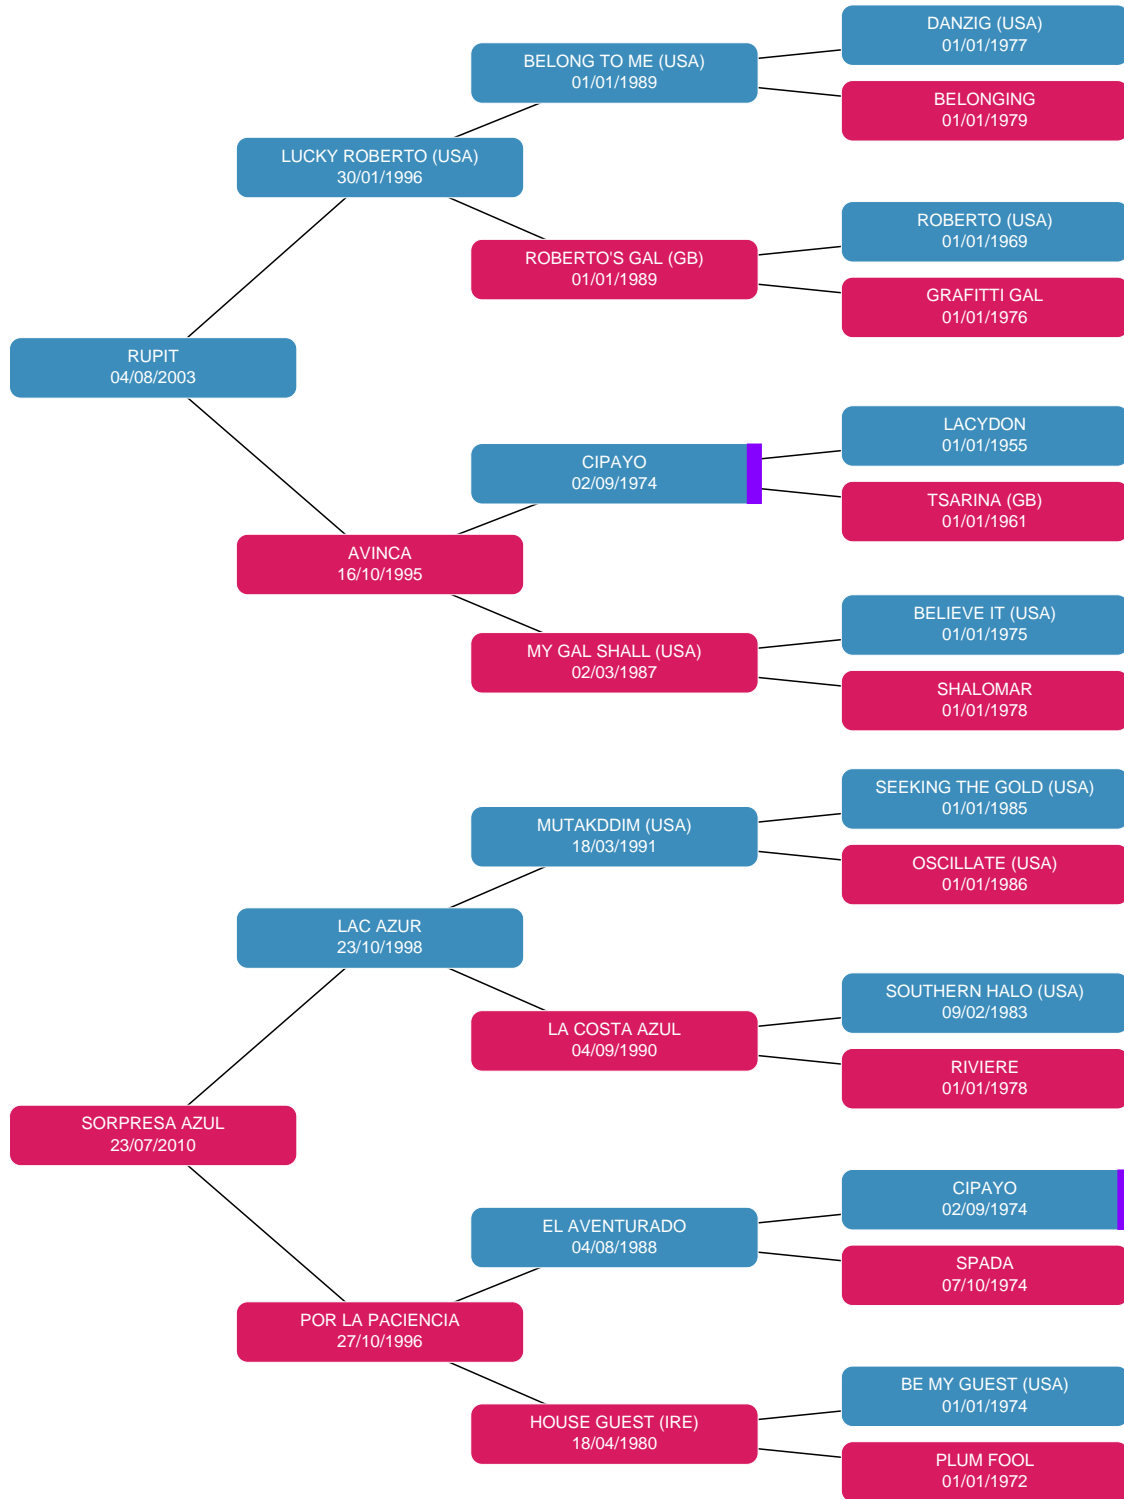 DANZIG (USA)
01/01/1977
BELONG TO ME (USA)
01/01/1989
BELONGING
01/01/1979
LUCKY ROBERTO (USA)
30/01/1996
ROBERTO (USA)
01/01/1969
ROBERTO'S GAL (GB)
01/01/1989
GRAFITTI GAL
01/01/1976
RUPIT
04/08/2003
LACYDON
01/01/1955
CIPAYO
02/09/1974
TSARINA (GB)
01/01/1961
AVINCA
16/10/1995
BELIEVE IT (USA)
01/01/1975
MY GAL SHALL (USA)
02/03/1987
SHALOMAR
01/01/1978
SEEKING THE GOLD (USA)
01/01/1985
MUTAKDDIM (USA)
18/03/1991
OSCILLATE (USA)
01/01/1986
LAC AZUR
23/10/1998
SOUTHERN HALO (USA)
09/02/1983
LA COSTA AZUL
04/09/1990
RIVIERE
01/01/1978
SORPRESA AZUL
23/07/2010
CIPAYO
02/09/1974
EL AVENTURADO
04/08/1988
SPADA
07/10/1974
POR LA PACIENCIA
27/10/1996
BE MY GUEST (USA)
01/01/1974
HOUSE GUEST (IRE)
18/04/1980
PLUM FOOL
01/01/1972